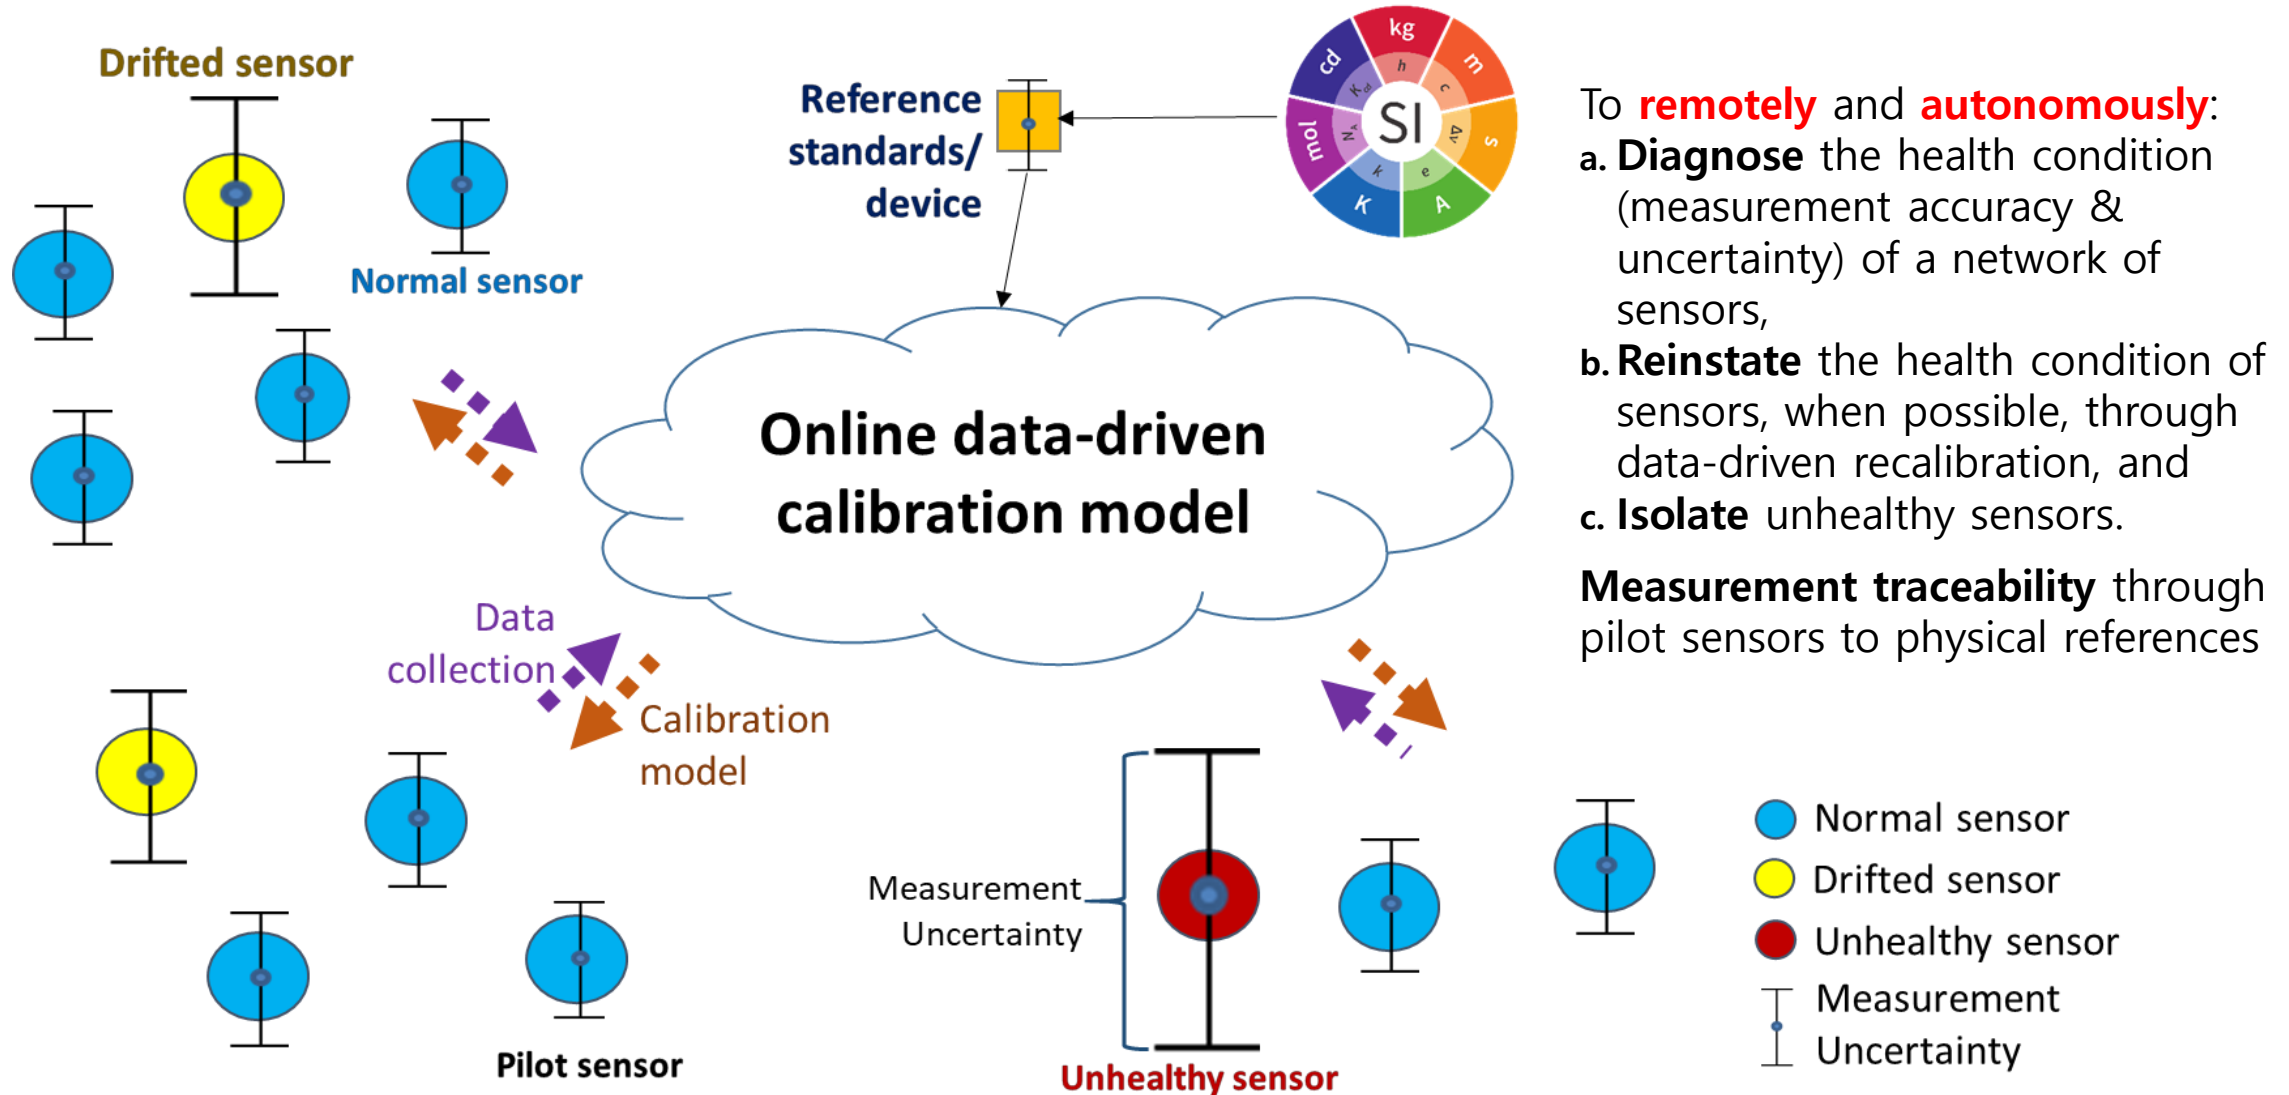 Drifted sensor
Normal sensor
Reference
standards/
device
kg
m
s
A
K
mol
cd
h
c
Δν
e
k
N_A
K_cd
SI
To remotely and autonomously:
a. Diagnose the health condition
(measurement accuracy &
uncertainty) of a network of
sensors,
b. Reinstate the health condition of
sensors, when possible, through
data-driven recalibration, and
c. Isolate unhealthy sensors.
Measurement traceability through
pilot sensors to physical references
Online data-driven
calibration model
Data
collection
Calibration
model
Measurement
Uncertainty
Pilot sensor
Unhealthy sensor
Normal sensor
Drifted sensor
Unhealthy sensor
Measurement
Uncertainty